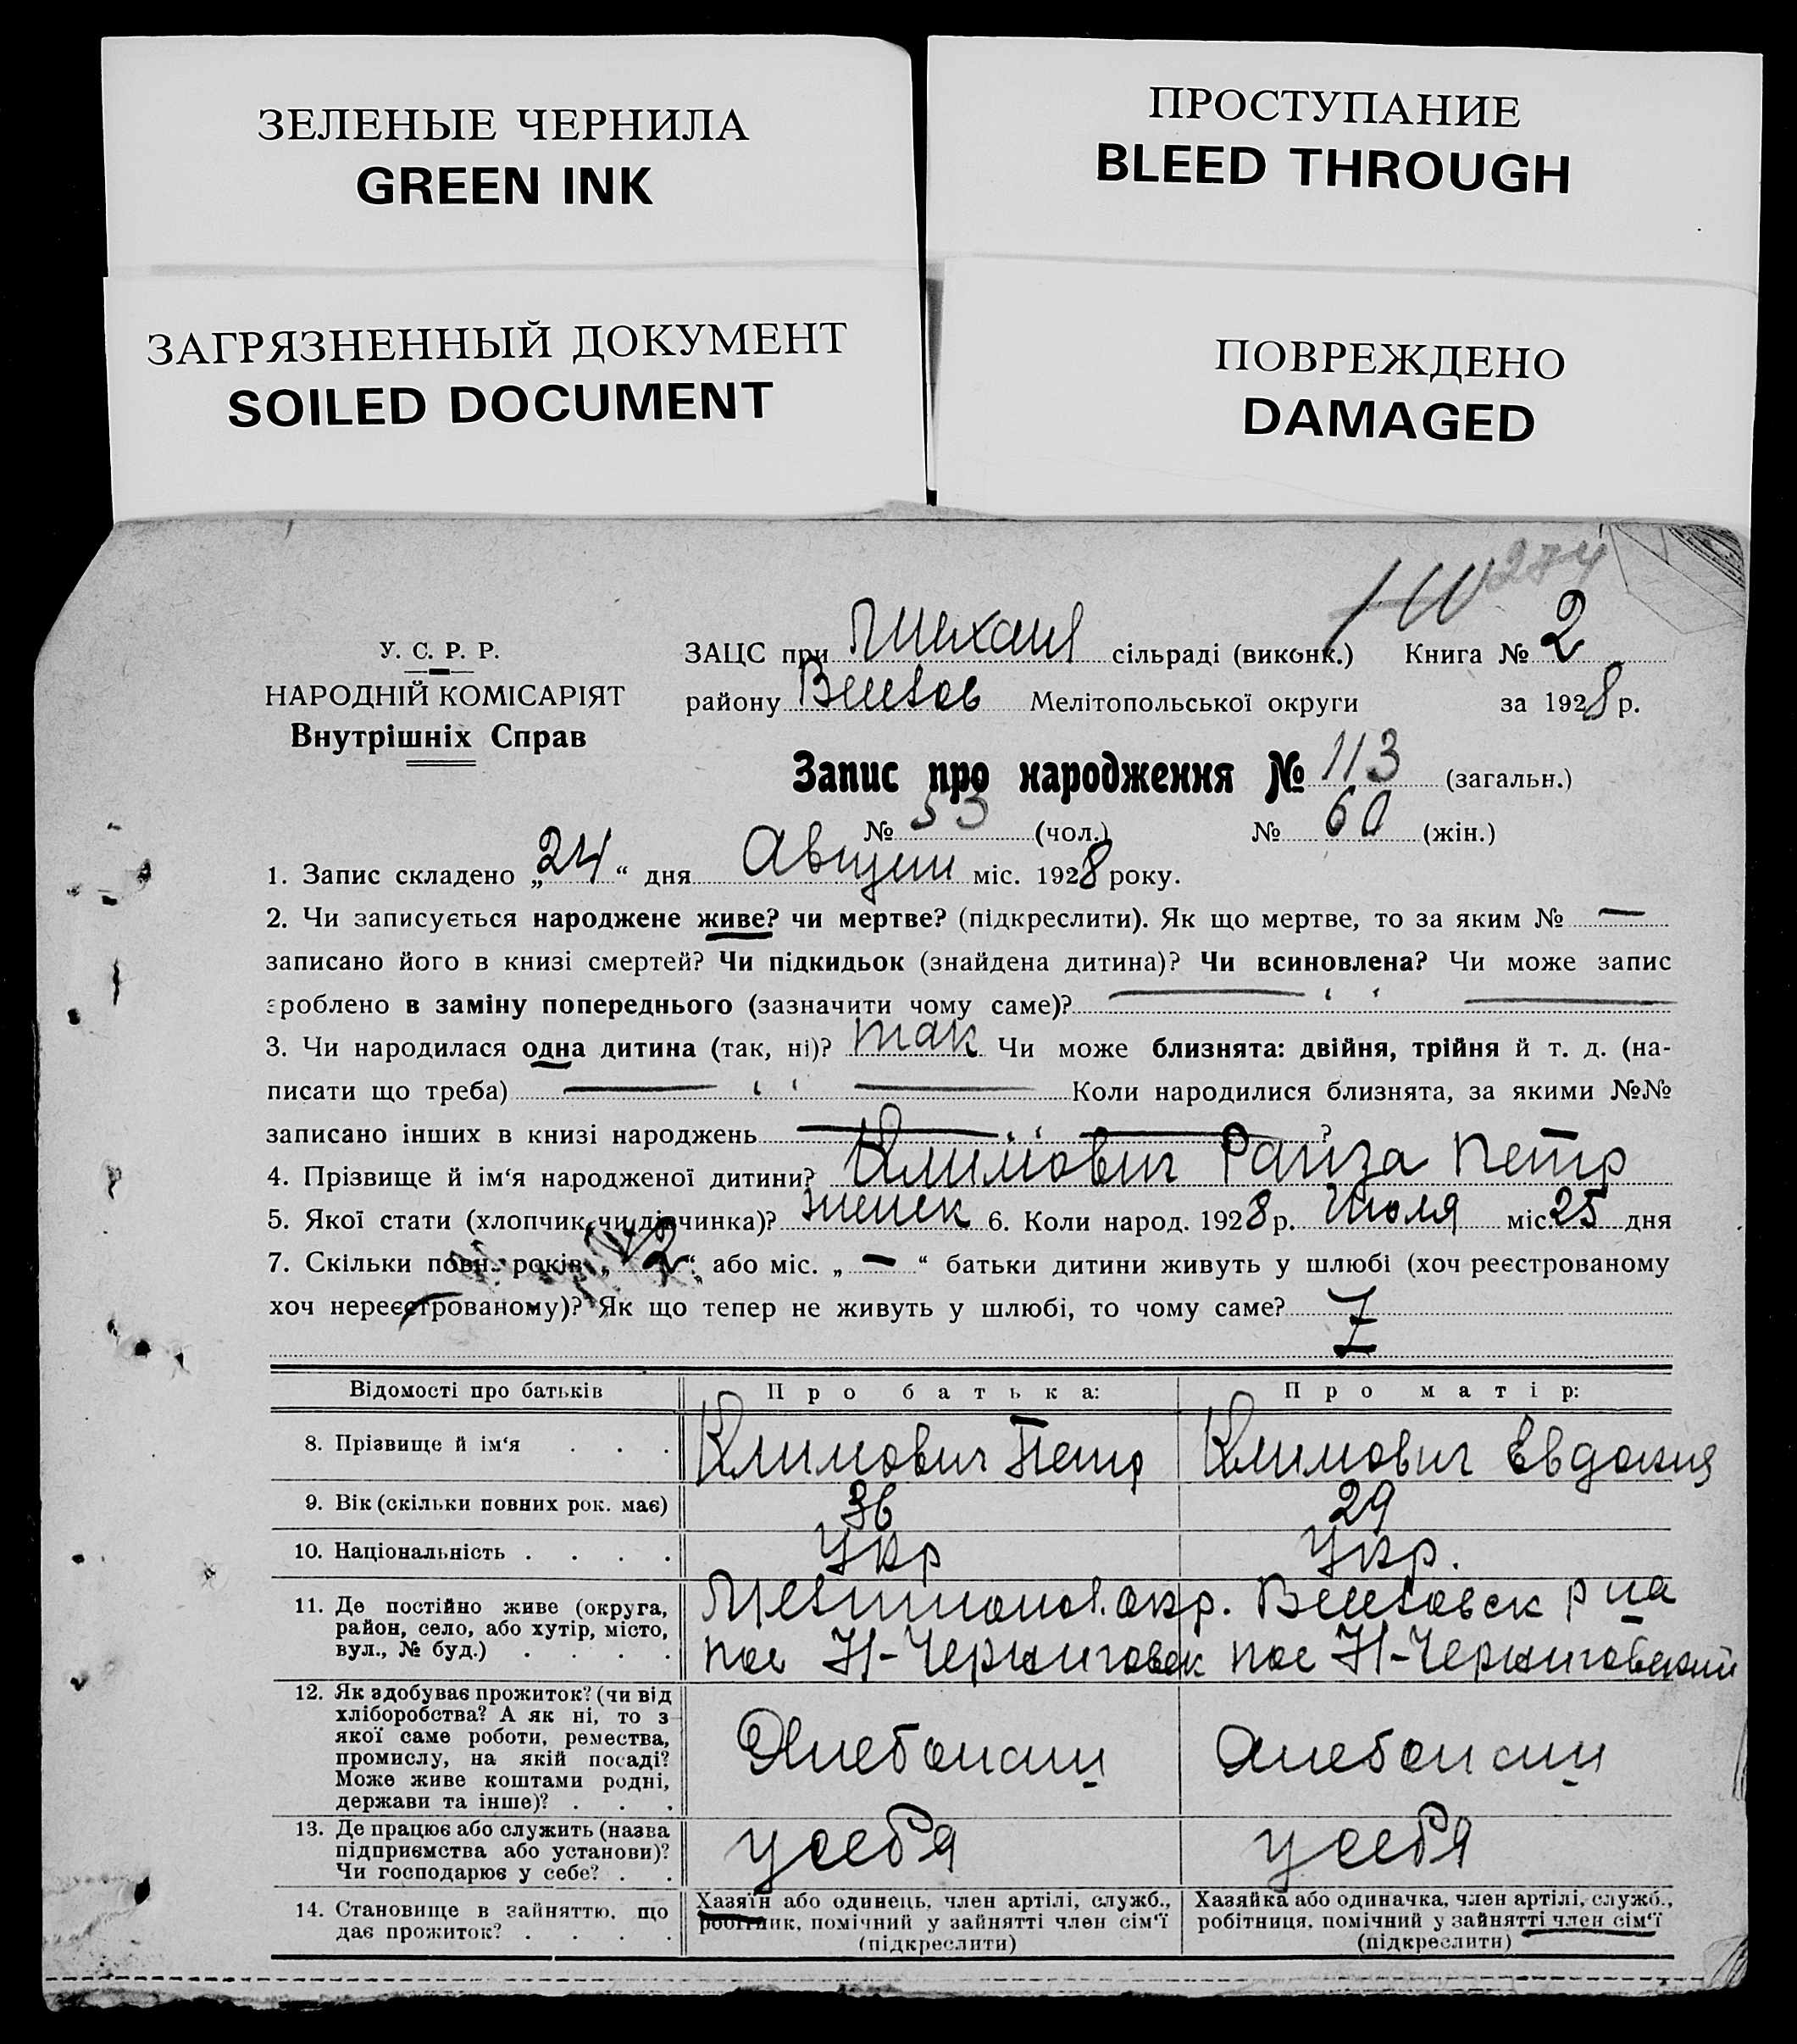 ЗЕЛЕНЫЕ ЧЕРНИЛА
GREEN INK
ПРОСТУПАНИЕ
BLEED THROUGH
ЗАГРЯЗНЕННЫЙ ДОКУМЕНТ
SOILED DOCUMENT
ПОВРЕЖДЕНО
DAMAGED
274
У. С. Р. Р.
НАРОДНІЙ КОМІСАРІЯТ
Внутрішніх Справ
ЗАЦС при сільраді (виконк.) Книга № 2
району Веселов Мелітопольської округи за 1928 р.
Запис про народження № 113 (загальн.)
№ 53 (чол.) № 60 (жін.)
1. Запис складено „24“ дня Август міс. 1928 року.
2. Чи записується народжене живе? чи мертве? (підкреслити). Як що мертве, то за яким № —
записано його в книзі смертей? Чи підкидьок (знайдена дитина)? Чи всиновлена? Чи може запис
зроблено в заміну попереднього (зазначити чому саме)?
3. Чи народилася одна дитина (так, ні)? так Чи може близнята: двійня, трійня й т. д. (на-
писати що треба) Коли народилися близнята, за якими №№
записано інших в книзі народжень ?
4. Прізвище й ім‘я народженої дитини? Климович Раиза Петр
5. Якої стати (хлопчик чи дівчинка)? женск 6. Коли народ. 1928 р. Июля міс. 25 дня
7. Скільки повн. років „ “ або міс. „ — “ батьки дитини живуть у шлюбі (хоч реєстрованому
хоч нереєстрованому)? Як що тепер не живуть у шлюбі, то чому саме? Z
Відомості про батьків Про батька: Про матір:
8. Прізвище й ім‘я . . . Климович Петр Климович Евдокия
9. Вік (скільки повних рок. має) 36 29
10. Національність . . . . Укр Укр.
11. Де постійно живе (округа,
район, село, або хутір, місто,
вул., № буд.) . . . .
Мелитопол. окр. Веселовск р на
пос Н-Черниговск пос Н-Черниговский
12. Як здобуває прожиток? (чи від
хліборобства? А як ні, то з
якої саме роботи, ремества,
промислу, на якій посаді?
Може живе коштами родні,
держави та інше)? . . .
Хлебопаш Хлебопаш
13. Де працює або служить (назва
підприємства або установи)?
Чи господарює у себе? . .
у себя у себя
14. Становище в зайняттю, що
дає прожиток? . . . .
Хазяїн або одинець, член артілі, служб.,
робітник, помічний у зайнятті член сім‘ї
(підкреслити)
Хазяйка або одиначка, член артілі, служб.,
робітниця, помічний у зайнятті член сім‘ї
(підкреслити)